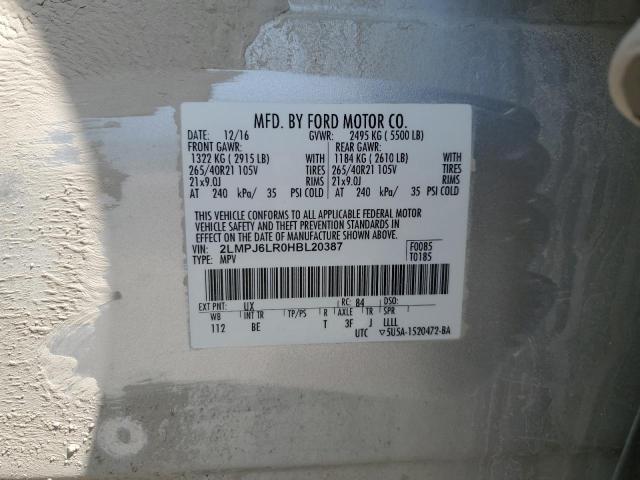 MFD. BY FORD MOTOR CO.
DATE: 12/16 GVWR: 2495 KG ( 5500 LB)
FRONT GAWR: REAR GAWR:
1322 KG ( 2915 LB) WITH 1184 KG ( 2610 LB) WITH
265/40R21 105V TIRES 265/40R21 105V TIRES
21x9.0J RIMS 21x9.0J RIMS
AT 240 kPa/ 35 PSI COLD AT 240 kPa/ 35 PSI COLD
THIS VEHICLE CONFORMS TO ALL APPLICABLE FEDERAL MOTOR
VEHICLE SAFETY AND THEFT PREVENTION STANDARDS IN
EFFECT ON THE DATE OF MANUFACTURE SHOWN ABOVE.
VIN: 2LMPJ6LR0HBL20387 F0085
TYPE: MPV T0185
EXT PNT: UX RC: 84 DSO:
WB INT TR TP/PS R AXLE TR SPR
112 BE T 3F J LLLL
UTC ▽5U5A-1520472-BA